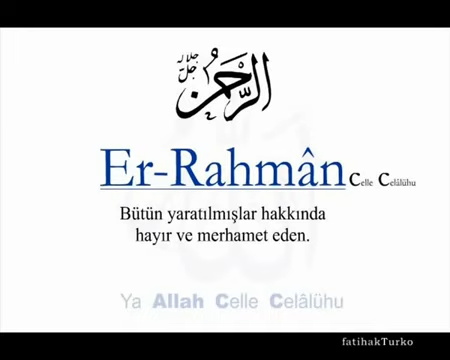 الرحمن جل جلاله
Er-Rahmân Celle Celâlühu
Bütün yaratılmışlar hakkında
hayır ve merhamet eden.
Ya Allah Celle Celâlühu
fatihakTurko